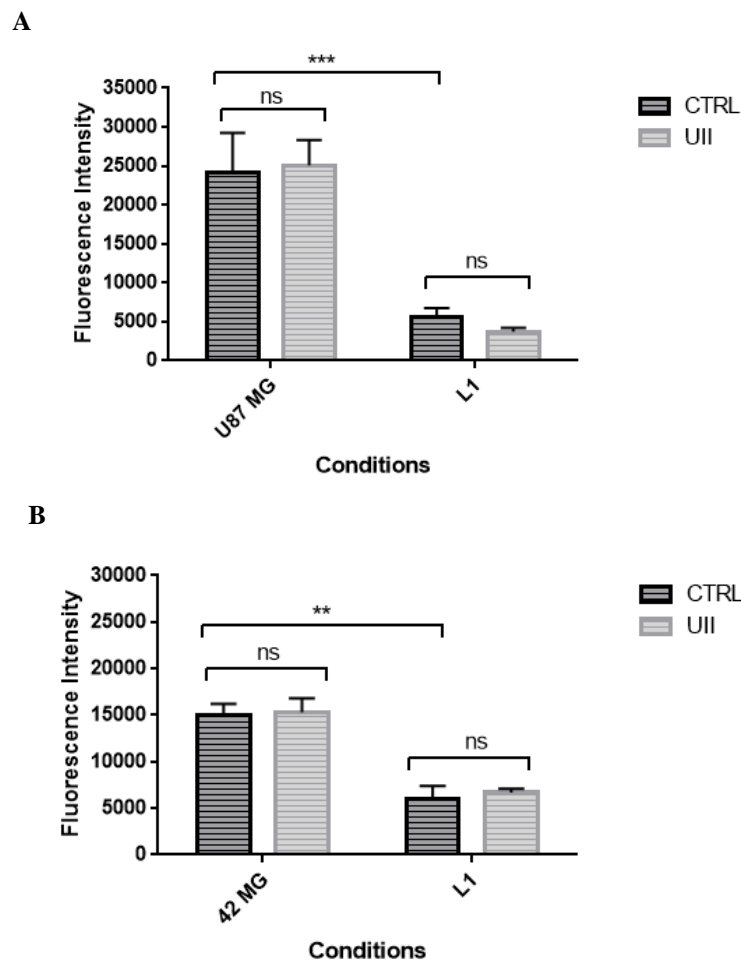 A
***
35000
ns
30000
25000
20000
15000
10000
5000
0
Fluorescence Intensity
ns
CTRL
UII
U87 MG
L1
Conditions
B
30000
25000
20000
15000
10000
5000
0
Fluorescence Intensity
**
ns
ns
CTRL
UII
42 MG
L1
Conditions